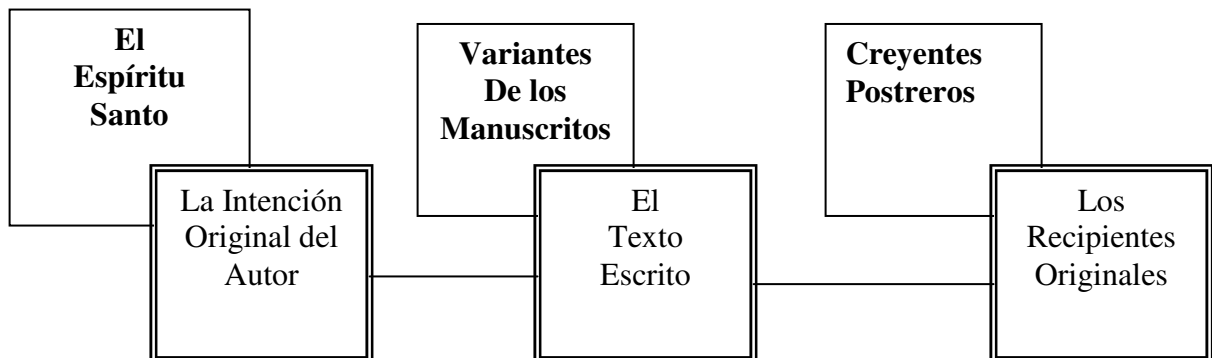 El
Espíritu
Santo
Variantes
De los
Manuscritos
Creyentes
Postreros
La Intención
Original del
Autor
El
Texto
Escrito
Los
Recipientes
Originales